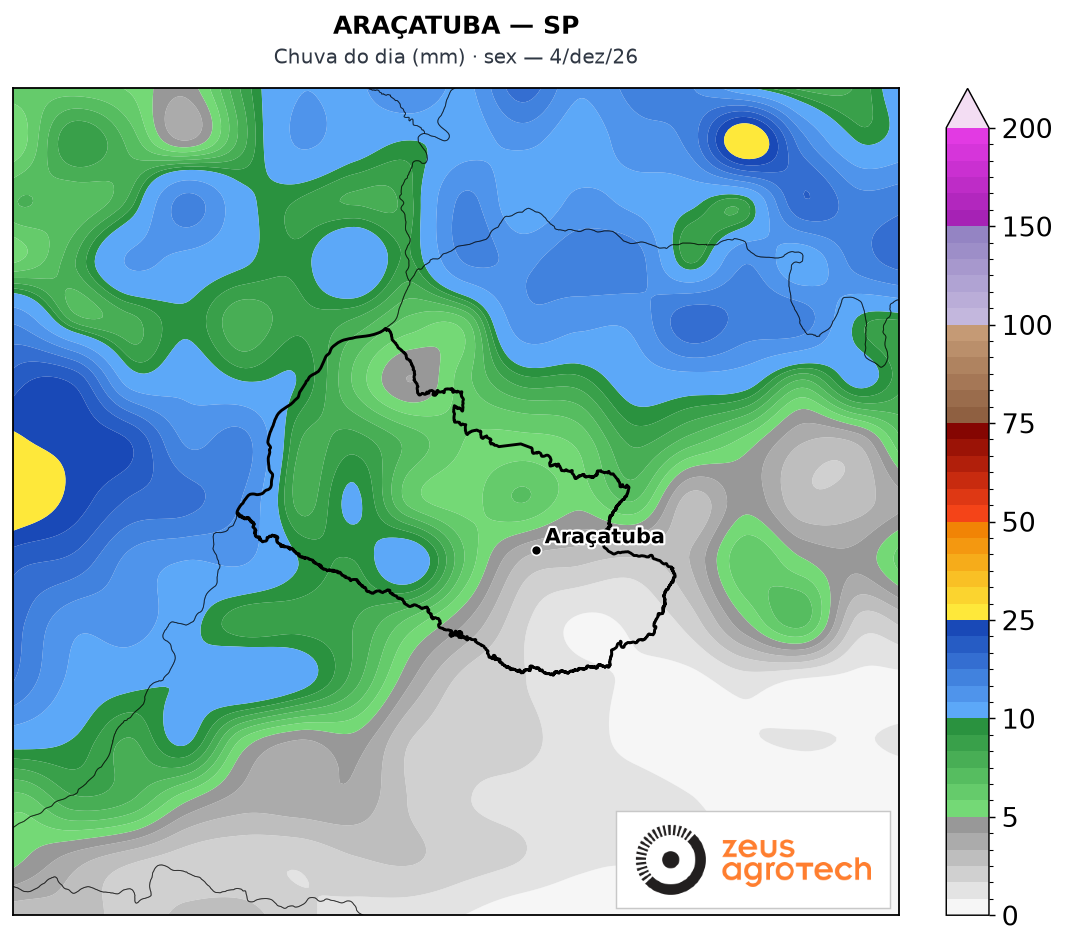 ARAÇATUBA — SP
Chuva do dia (mm) · sex — 4/dez/26
200
150
100
75
50
25
10
5
0
Araçatuba
zeus
agrotech